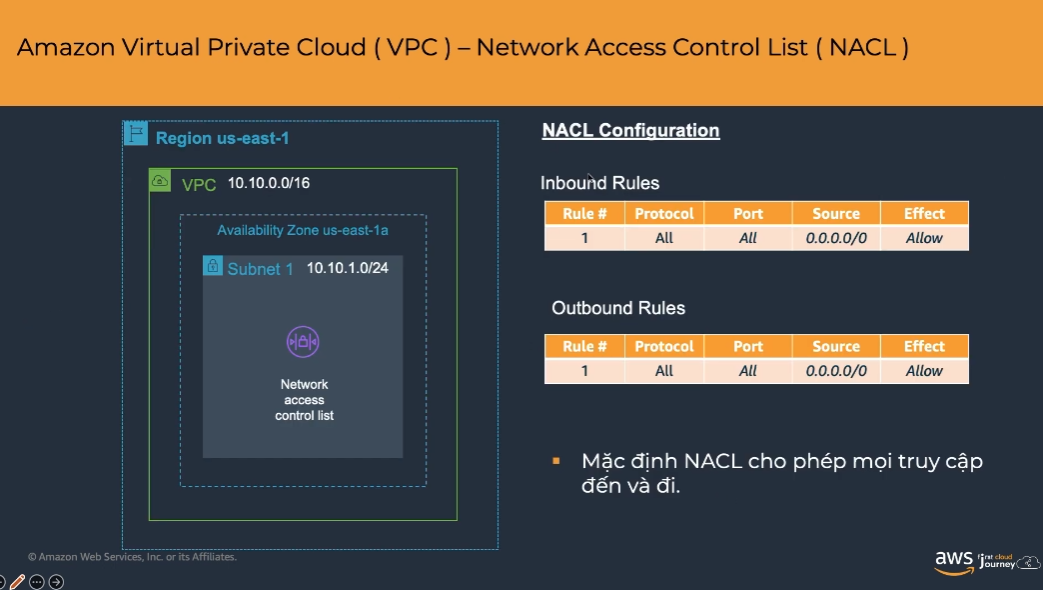 Amazon Virtual Private Cloud ( VPC ) – Network Access Control List ( NACL )
Region us-east-1
VPC 10.10.0.0/16
Availability Zone us-east-1a
Subnet 1 10.10.1.0/24
Network
access
control list
NACL Configuration
Inbound Rules
Rule # Protocol Port Source Effect
1 All All 0.0.0.0/0 Allow
Outbound Rules
Rule # Protocol Port Source Effect
1 All All 0.0.0.0/0 Allow
▪ Mặc định NACL cho phép mọi truy cập
đến và đi.
© Amazon Web Services, Inc. or its Affiliates.
aws first cloud
journey